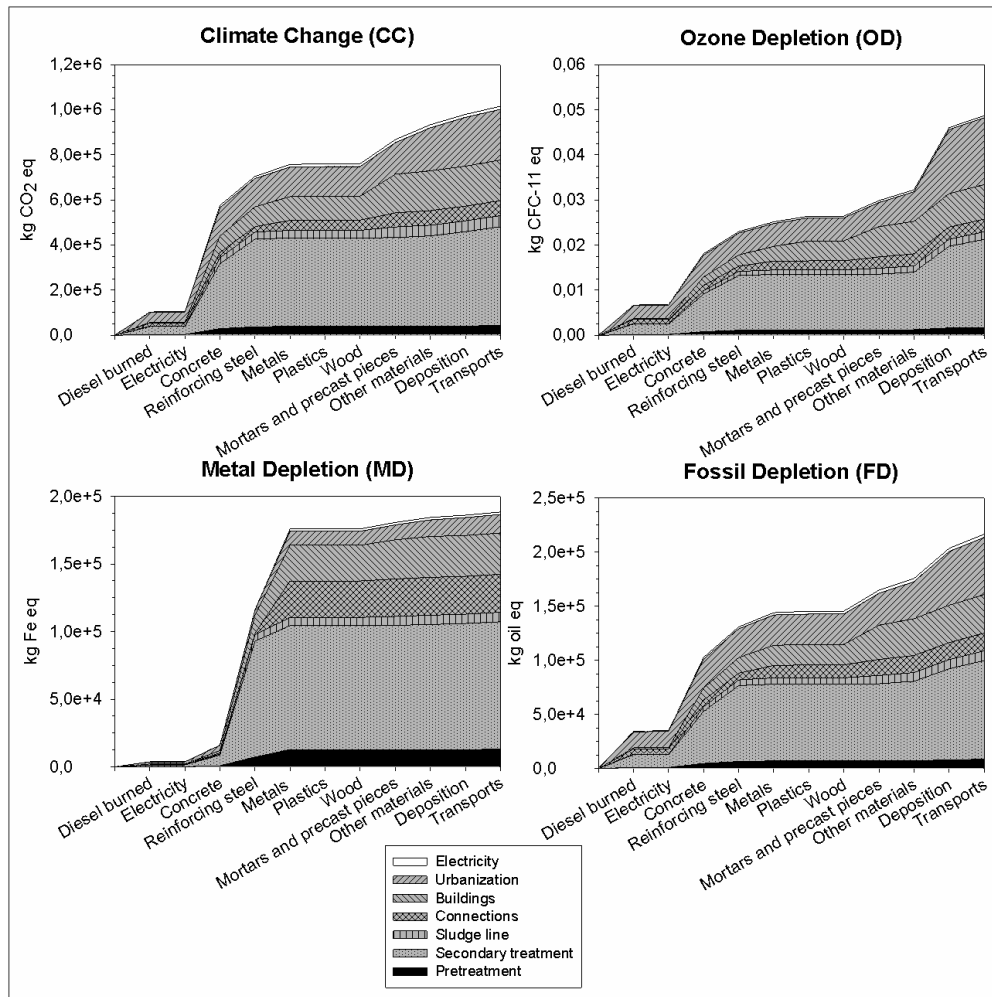 Climate Change (CC)
kg CO2 eq
1,2e+6
1,0e+6
8,0e+5
6,0e+5
4,0e+5
2,0e+5
0,0
Diesel burned
Electricity
Concrete
Reinforcing steel
Metals
Plastics
Wood
Mortars and precast pieces
Other materials
Deposition
Transports
Ozone Depletion (OD)
kg CFC-11 eq
0,06
0,05
0,04
0,03
0,02
0,01
0,00
Diesel burned
Electricity
Concrete
Reinforcing steel
Metals
Plastics
Wood
Mortars and precast pieces
Other materials
Deposition
Transports
Metal Depletion (MD)
kg Fe eq
2,0e+5
1,5e+5
1,0e+5
5,0e+4
0,0
Diesel burned
Electricity
Concrete
Reinforcing steel
Metals
Plastics
Wood
Mortars and precast pieces
Other materials
Deposition
Transports
Fossil Depletion (FD)
kg oil eq
2,5e+5
2,0e+5
1,5e+5
1,0e+5
5,0e+4
0,0
Diesel burned
Electricity
Concrete
Reinforcing steel
Metals
Plastics
Wood
Mortars and precast pieces
Other materials
Deposition
Transports
Electricity
Urbanization
Buildings
Connections
Sludge line
Secondary treatment
Pretreatment